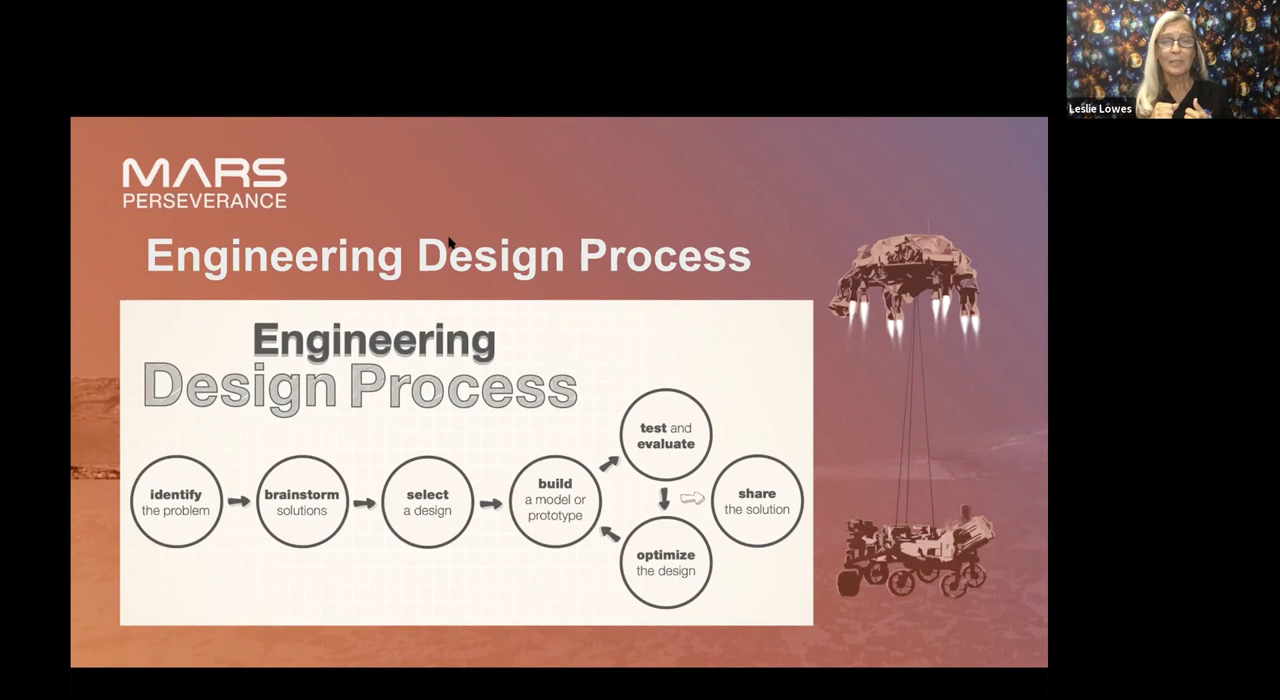 Leslie Lowes
MARS
PERSEVERANCE
Engineering Design Process
Engineering
Design Process
identify
the problem
brainstorm
solutions
select
a design
build
a model or
prototype
test and
evaluate
optimize
the design
share
the solution